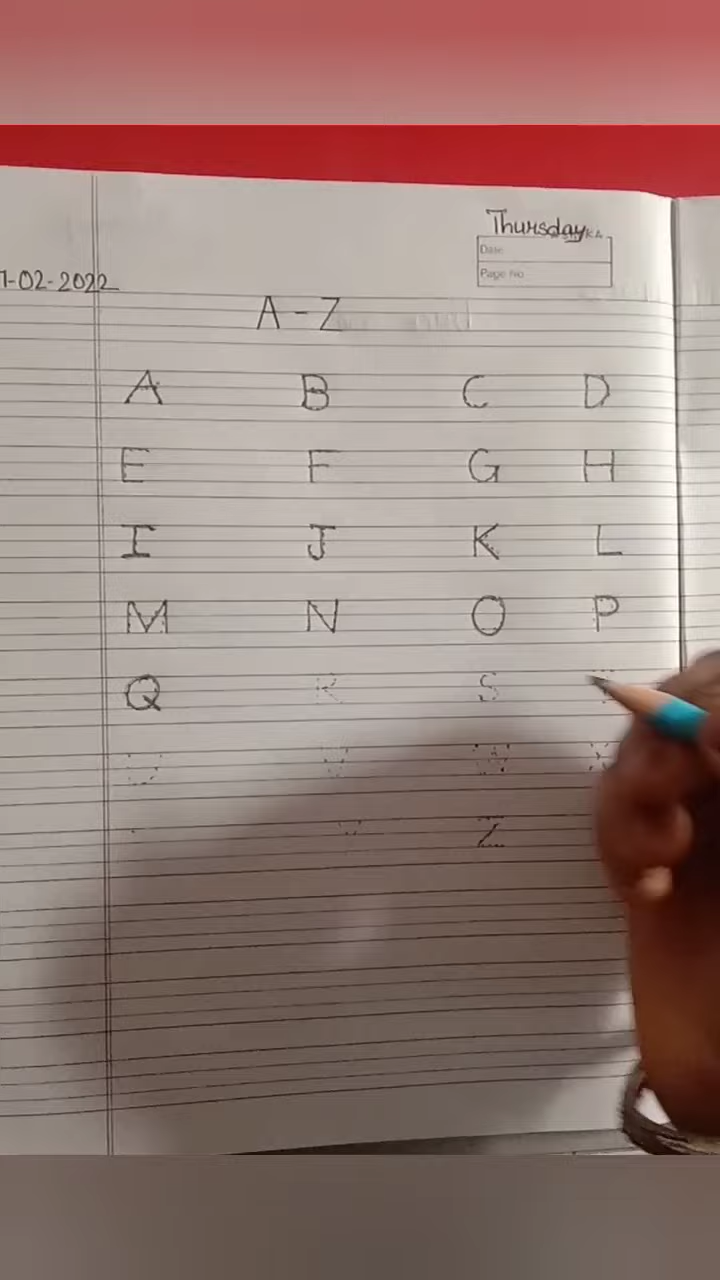 Thursday
Date
Page No
-02-2022
A - Z
A B C D
E F G H
I J K L
M N O P
Q R S
U V W X
Y Z